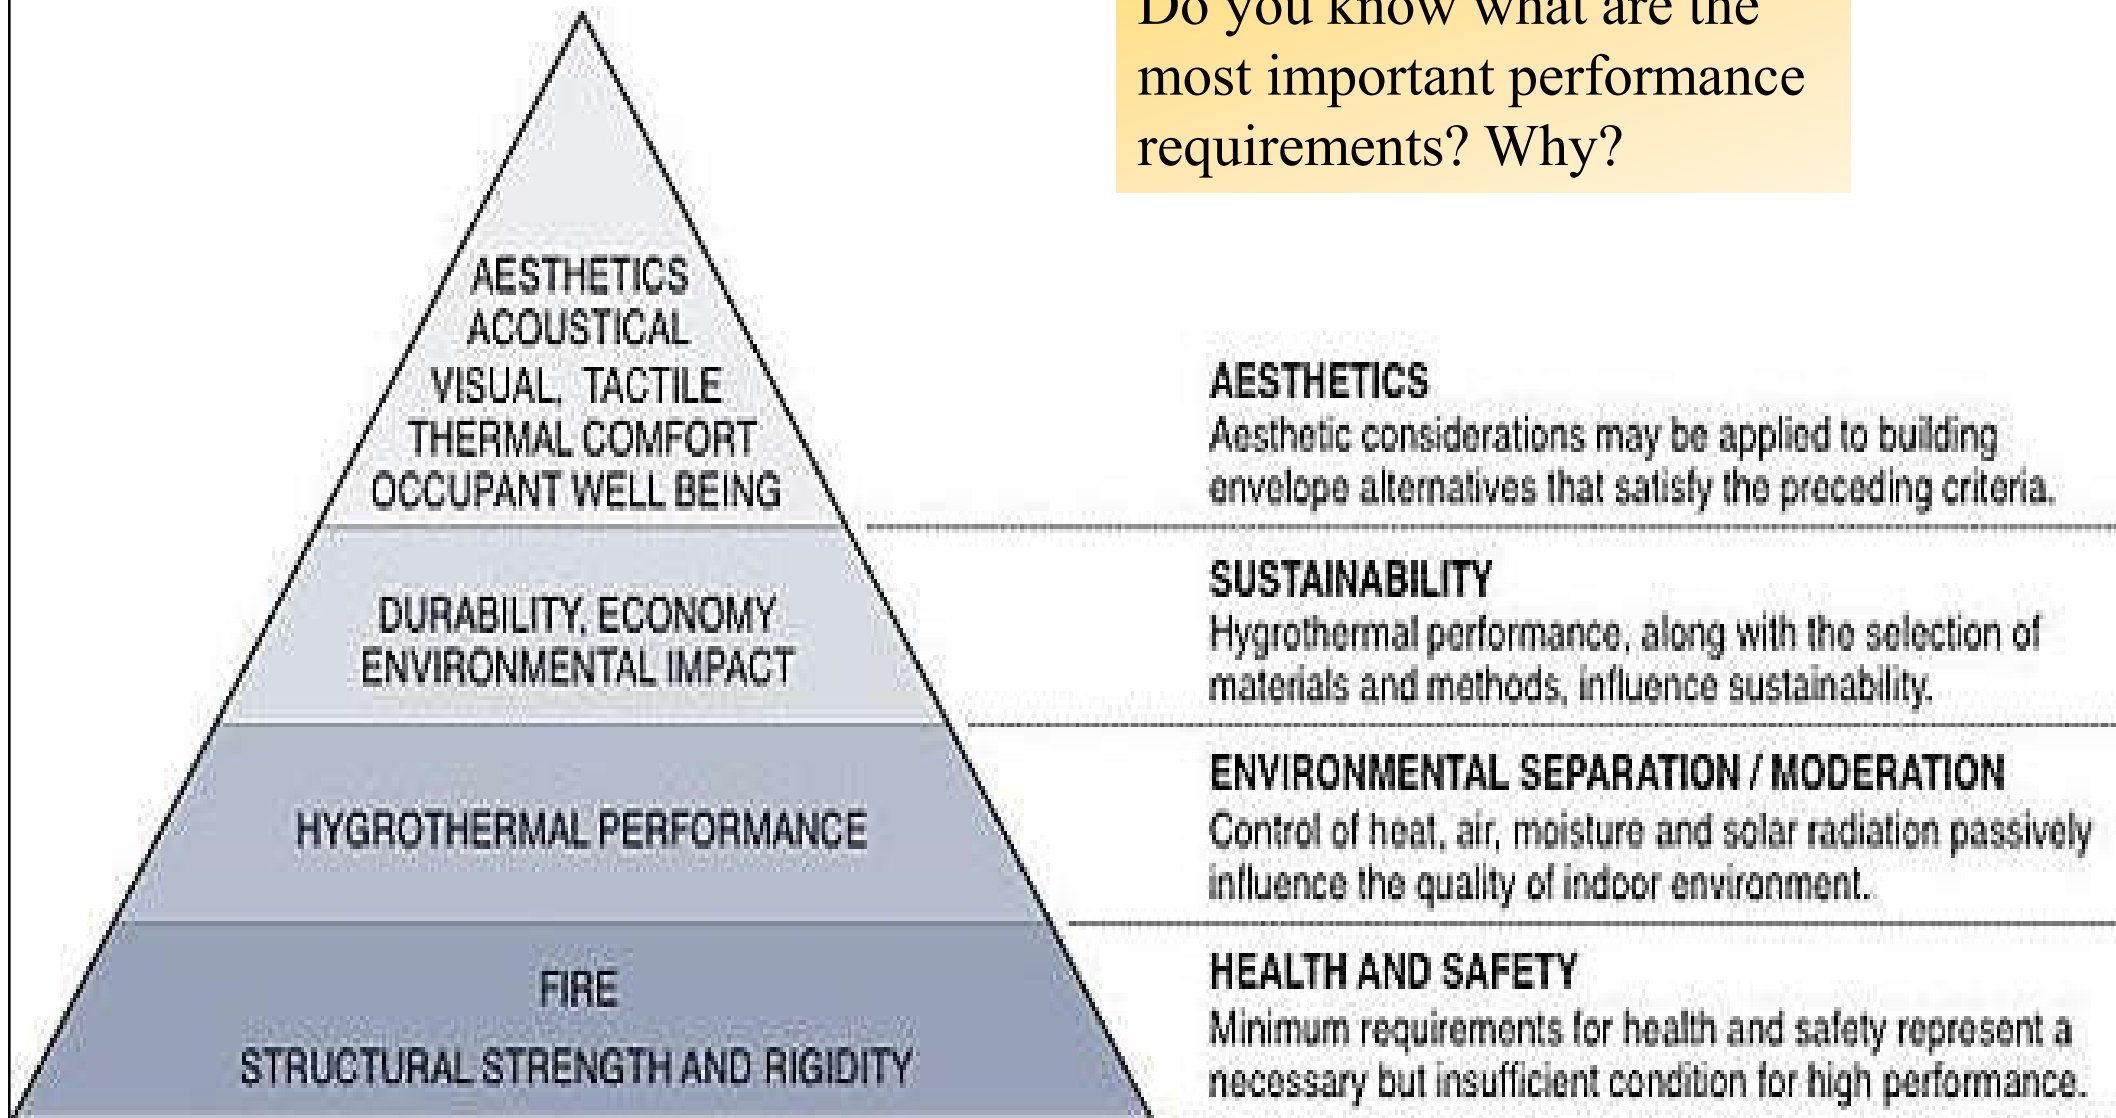 Do you know what are the
most important performance
requirements? Why?
AESTHETICS
ACOUSTICAL
VISUAL, TACTILE
THERMAL COMFORT
OCCUPANT WELL BEING
DURABILITY, ECONOMY
ENVIRONMENTAL IMPACT
HYGROTHERMAL PERFORMANCE
FIRE
STRUCTURAL STRENGTH AND RIGIDITY
AESTHETICS
Aesthetic considerations may be applied to building
envelope alternatives that satisfy the preceding criteria.
SUSTAINABILITY
Hygrothermal performance, along with the selection of
materials and methods, influence sustainability.
ENVIRONMENTAL SEPARATION / MODERATION
Control of heat, air, moisture and solar radiation passively
influence the quality of indoor environment.
HEALTH AND SAFETY
Minimum requirements for health and safety represent a
necessary but insufficient condition for high performance.